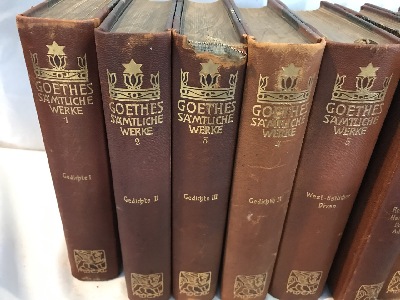 GOETHES
SÄMTLICHE
WERKE
1
Gedichte I
GOETHES
SÄMTLICHE
WERKE
2
Gedichte II
GOETHES
SÄMTLICHE
WERKE
3
Gedichte III
GOETHES
SÄMTLICHE
WERKE
4
Gedichte
GOETHES
SÄMTLICHE
WERKE
5
West-östlicher
Divan